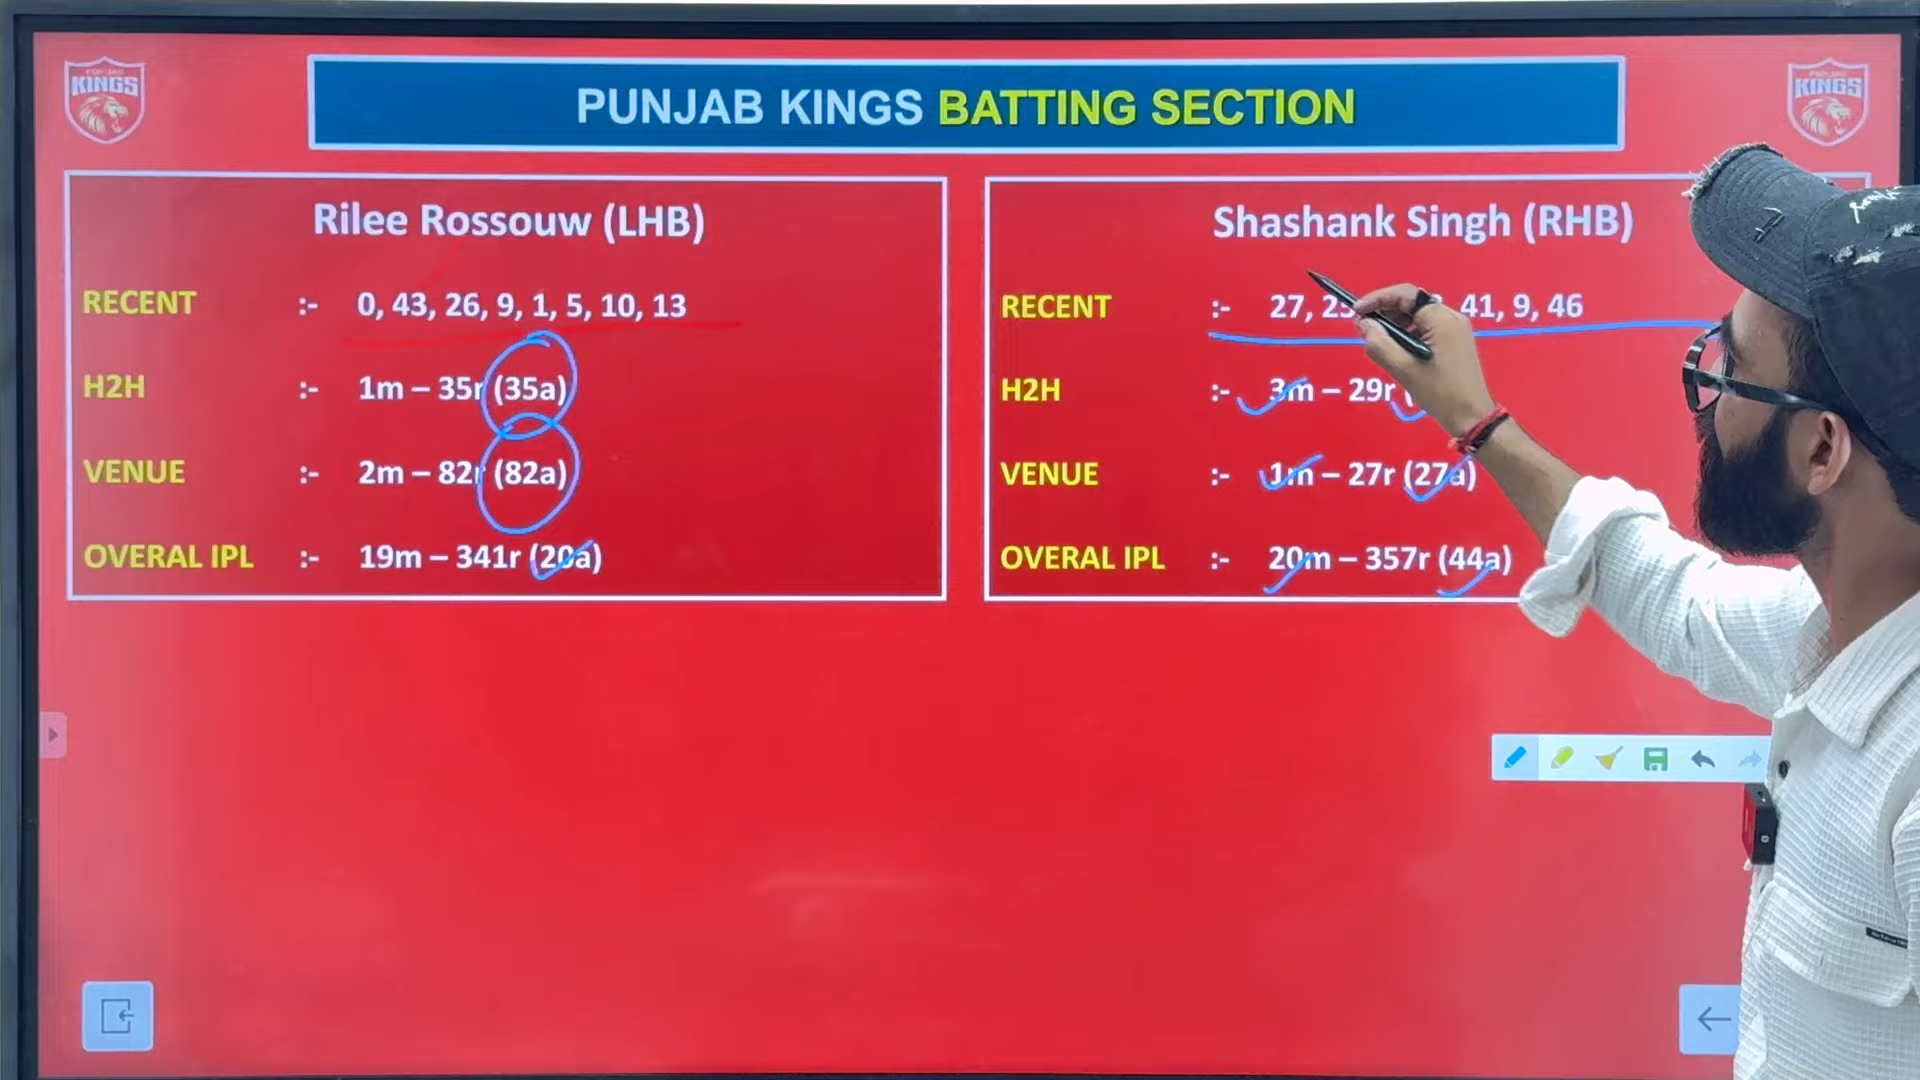 PUNJAB KINGS BATTING SECTION
KINGS
KINGS
Rilee Rossouw (LHB)
RECENT :- 0, 43, 26, 9, 1, 5, 10, 13
H2H :- 1m – 35r (35a)
VENUE :- 2m – 82r (82a)
OVERAL IPL :- 19m – 341r (20a)
Shashank Singh (RHB)
RECENT :- 27, 41, 9, 46
H2H :- 3m – 29r
VENUE :- 1m – 27r (27a)
OVERAL IPL :- 20m – 357r (44a)